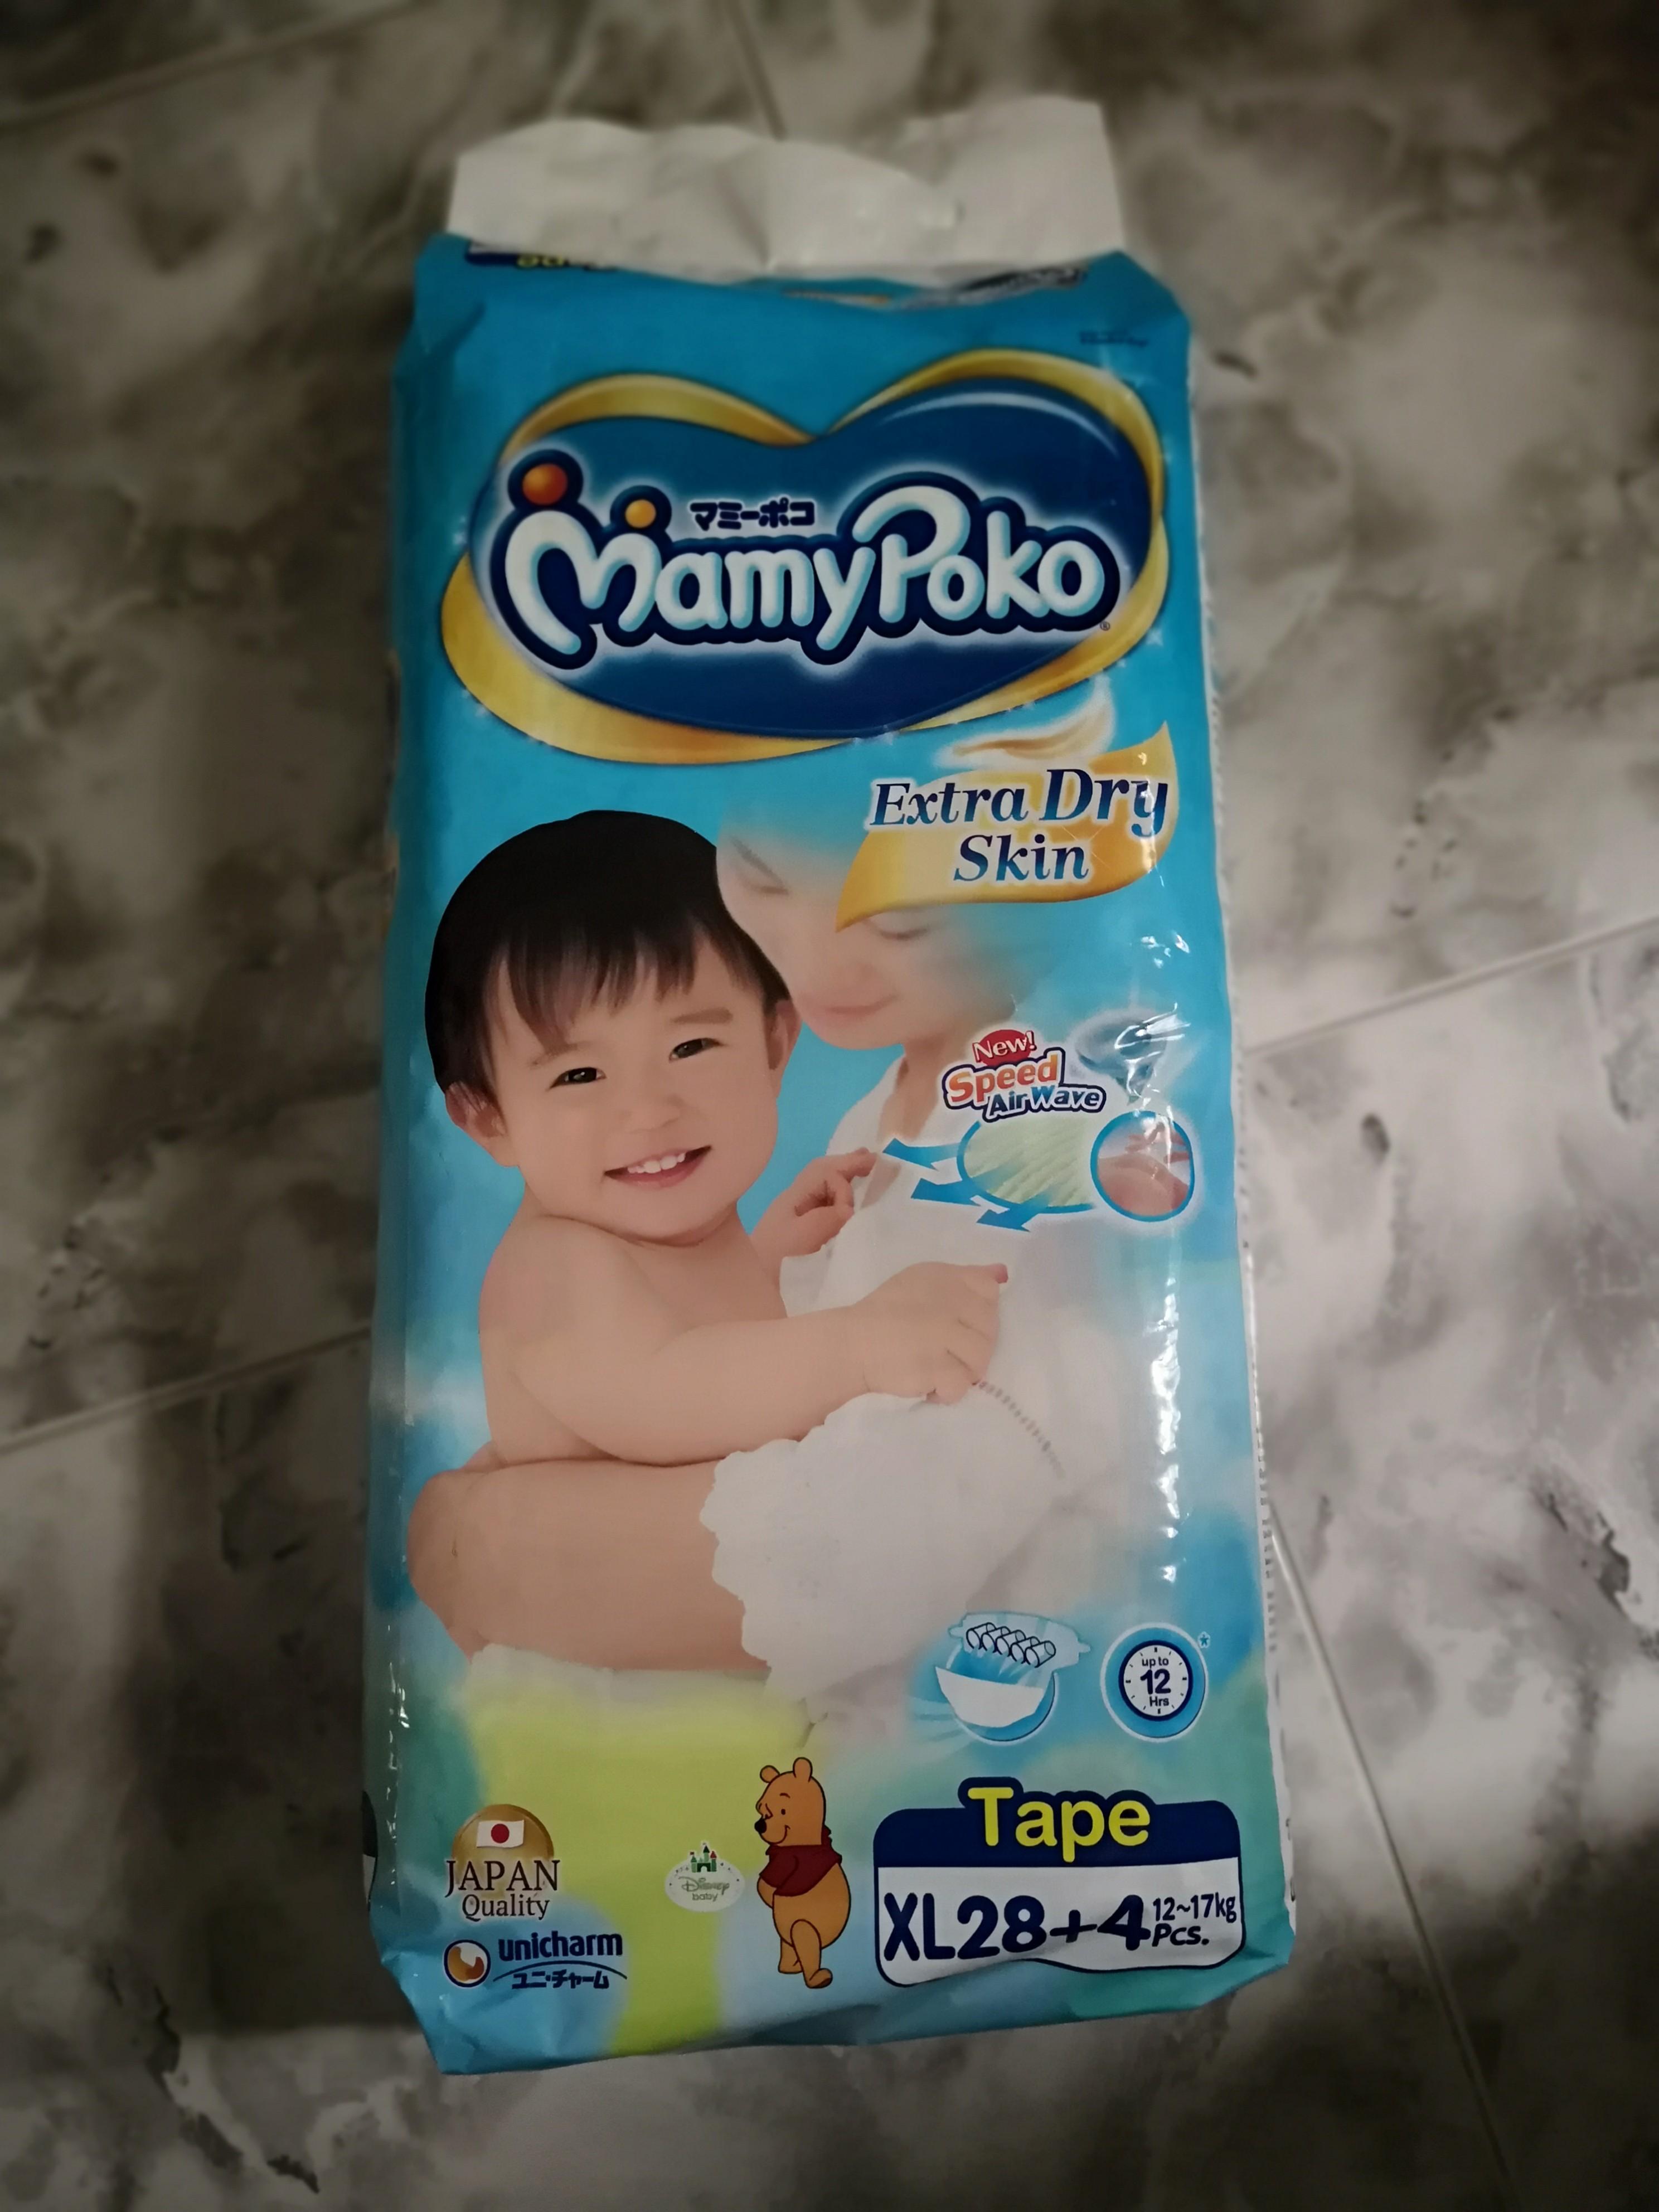 マミーポコ
MamyPoko
Extra Dry
Skin
New!
Speed
Air Wave
up to
12
Hrs
*
Tape
XL28+4 12~17kg
Pcs.
JAPAN
Quality
Disney
baby
unicharm
ユニ・チャーム